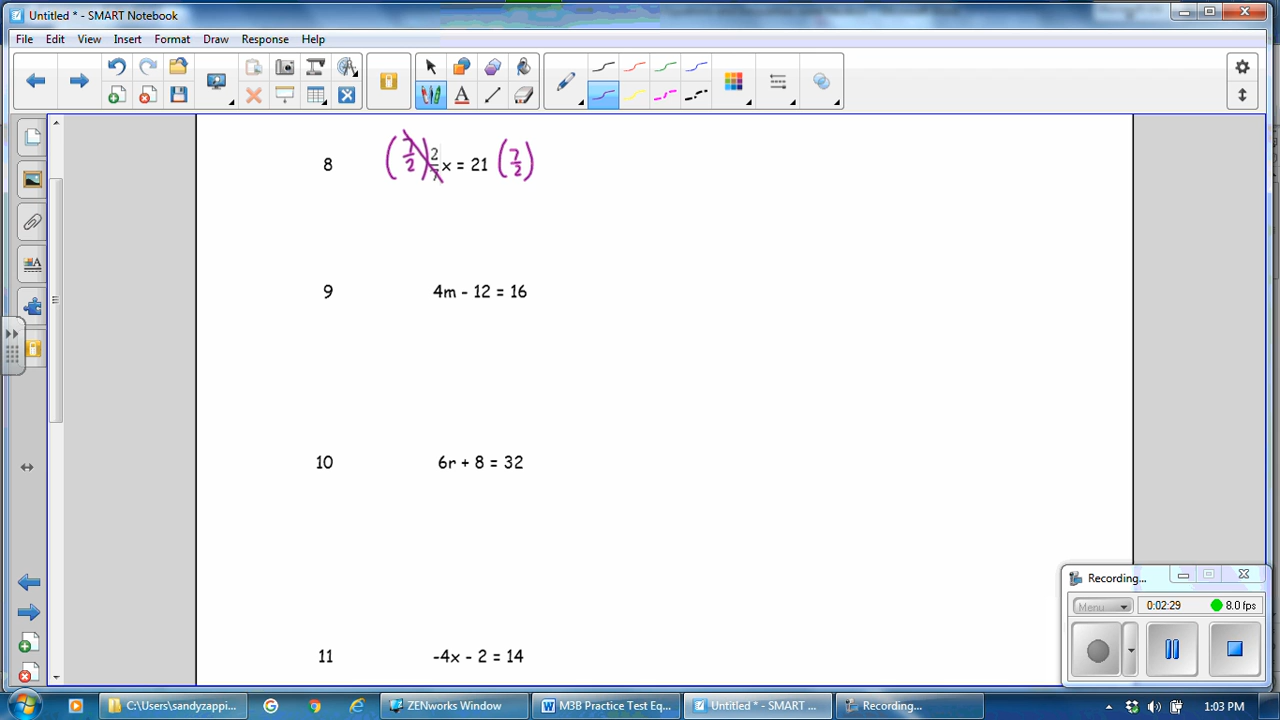 Untitled * - SMART Notebook
File Edit View Insert Format Draw Response Help
A
8 (7/2) 2/7 x = 21 (7/2)
9 4m - 12 = 16
10 6r + 8 = 32
11 -4x - 2 = 14
Recording...
Menu 0:02:29 8.0 fps
C:\Users\sandyzappi... ZENworks Window M3B Practice Test Eq... Untitled * - SMART ... Recording... 1:03 PM